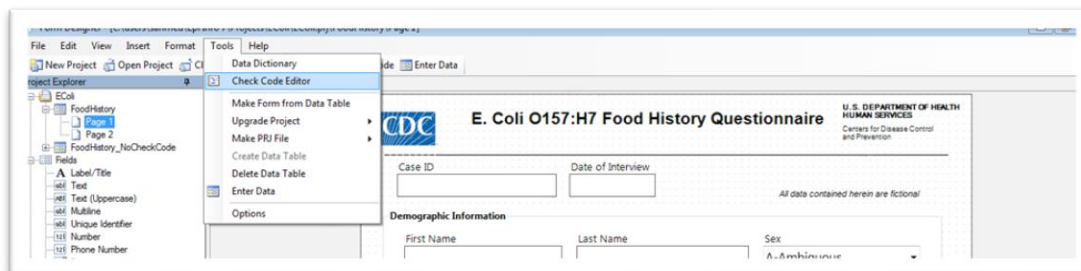 File Edit View Insert Format Tools Help
New Project Open Project Enter Data
Project Explorer
EColi
FoodHistory
Page 1
Page 2
FoodHistory_NoCheckCode
Fields
Label/Title
Text
Text (Uppercase)
Multiline
Unique Identifier
Number
Phone Number
Data Dictionary
Check Code Editor
Make Form from Data Table
Upgrade Project
Make PRJ File
Create Data Table
Delete Data Table
Enter Data
Options
CDC
E. Coli O157:H7 Food History Questionnaire
U.S. DEPARTMENT OF HEALTH
HUMAN SERVICES
Centers for Disease Control
and Prevention
Case ID Date of Interview
All data contained herein are fictional
Demographic Information
First Name Last Name Sex
A-Ambiguous